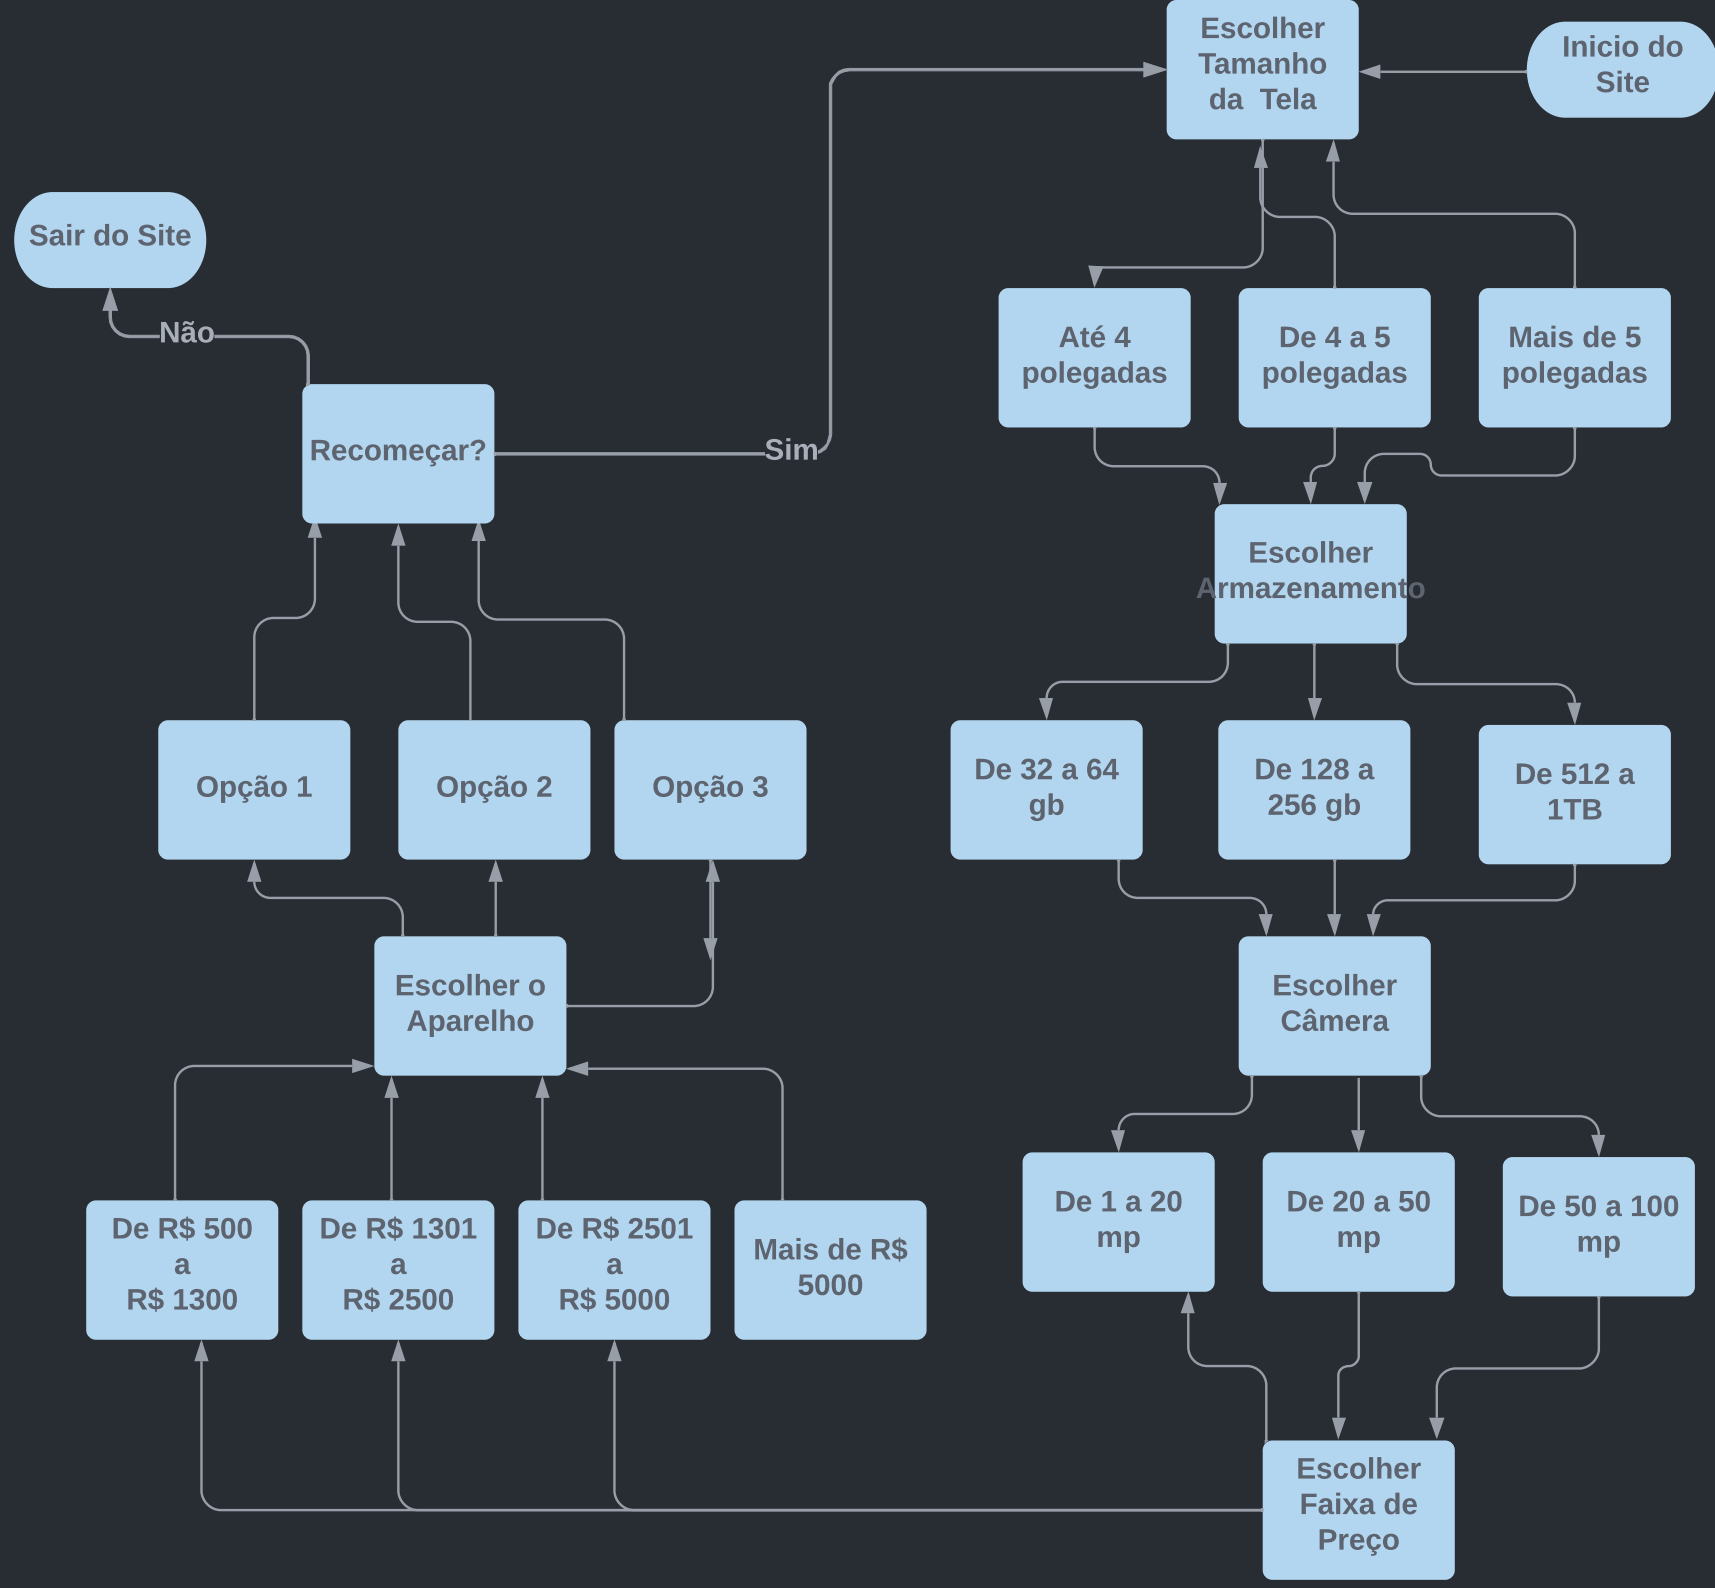 Escolher
Tamanho
da  Tela
Inicio do
Site
Sair do Site
Não
Até 4
polegadas
De 4 a 5
polegadas
Mais de 5
polegadas
Recomeçar?
Sim
Escolher
Armazenamento
Opção 1
Opção 2
Opção 3
De 32 a 64
gb
De 128 a
256 gb
De 512 a
1TB
Escolher o
Aparelho
Escolher
Câmera
De R$ 500
a
R$ 1300
De R$ 1301
a
R$ 2500
De R$ 2501
a
R$ 5000
Mais de R$
5000
De 1 a 20
mp
De 20 a 50
mp
De 50 a 100
mp
Escolher
Faixa de
Preço